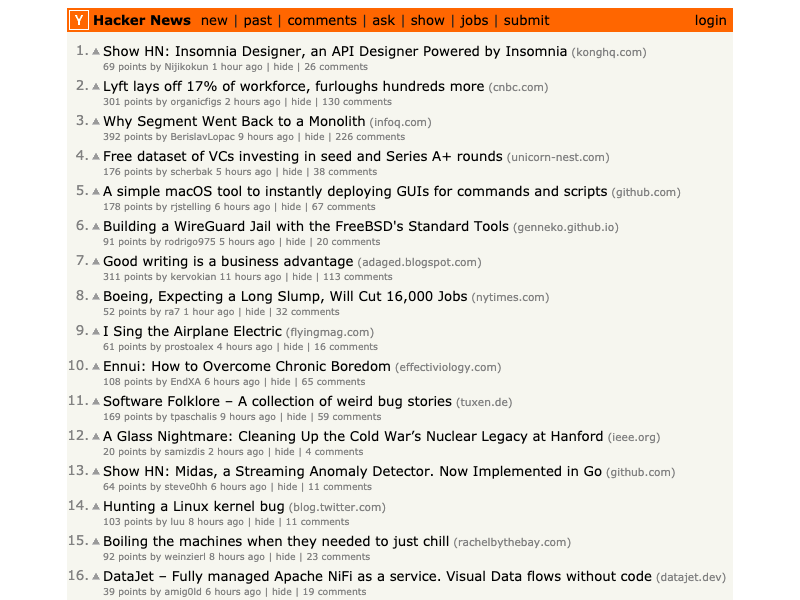 Y Hacker News new | past | comments | ask | show | jobs | submit login
1. Show HN: Insomnia Designer, an API Designer Powered by Insomnia (konghq.com)
69 points by Nijikokun 1 hour ago | hide | 26 comments
2. Lyft lays off 17% of workforce, furloughs hundreds more (cnbc.com)
301 points by organicfigs 2 hours ago | hide | 130 comments
3. Why Segment Went Back to a Monolith (infoq.com)
392 points by BerislavLopac 9 hours ago | hide | 226 comments
4. Free dataset of VCs investing in seed and Series A+ rounds (unicorn-nest.com)
176 points by scherbak 5 hours ago | hide | 38 comments
5. A simple macOS tool to instantly deploying GUIs for commands and scripts (github.com)
178 points by rjstelling 6 hours ago | hide | 67 comments
6. Building a WireGuard Jail with the FreeBSD's Standard Tools (genneko.github.io)
91 points by rodrigo975 5 hours ago | hide | 20 comments
7. Good writing is a business advantage (adaged.blogspot.com)
311 points by kervokian 11 hours ago | hide | 113 comments
8. Boeing, Expecting a Long Slump, Will Cut 16,000 Jobs (nytimes.com)
52 points by ra7 1 hour ago | hide | 32 comments
9. I Sing the Airplane Electric (flyingmag.com)
61 points by prostoalex 4 hours ago | hide | 16 comments
10. Ennui: How to Overcome Chronic Boredom (effectiviology.com)
108 points by EndXA 6 hours ago | hide | 65 comments
11. Software Folklore – A collection of weird bug stories (tuxen.de)
169 points by tpaschalis 9 hours ago | hide | 59 comments
12. A Glass Nightmare: Cleaning Up the Cold War’s Nuclear Legacy at Hanford (ieee.org)
20 points by samizdis 2 hours ago | hide | 4 comments
13. Show HN: Midas, a Streaming Anomaly Detector. Now Implemented in Go (github.com)
64 points by steve0hh 6 hours ago | hide | 11 comments
14. Hunting a Linux kernel bug (blog.twitter.com)
103 points by luu 8 hours ago | hide | 11 comments
15. Boiling the machines when they needed to just chill (rachelbythebay.com)
92 points by weinzierl 8 hours ago | hide | 23 comments
16. DataJet – Fully managed Apache NiFi as a service. Visual Data flows without code (datajet.dev)
39 points by amig0ld 6 hours ago | hide | 19 comments